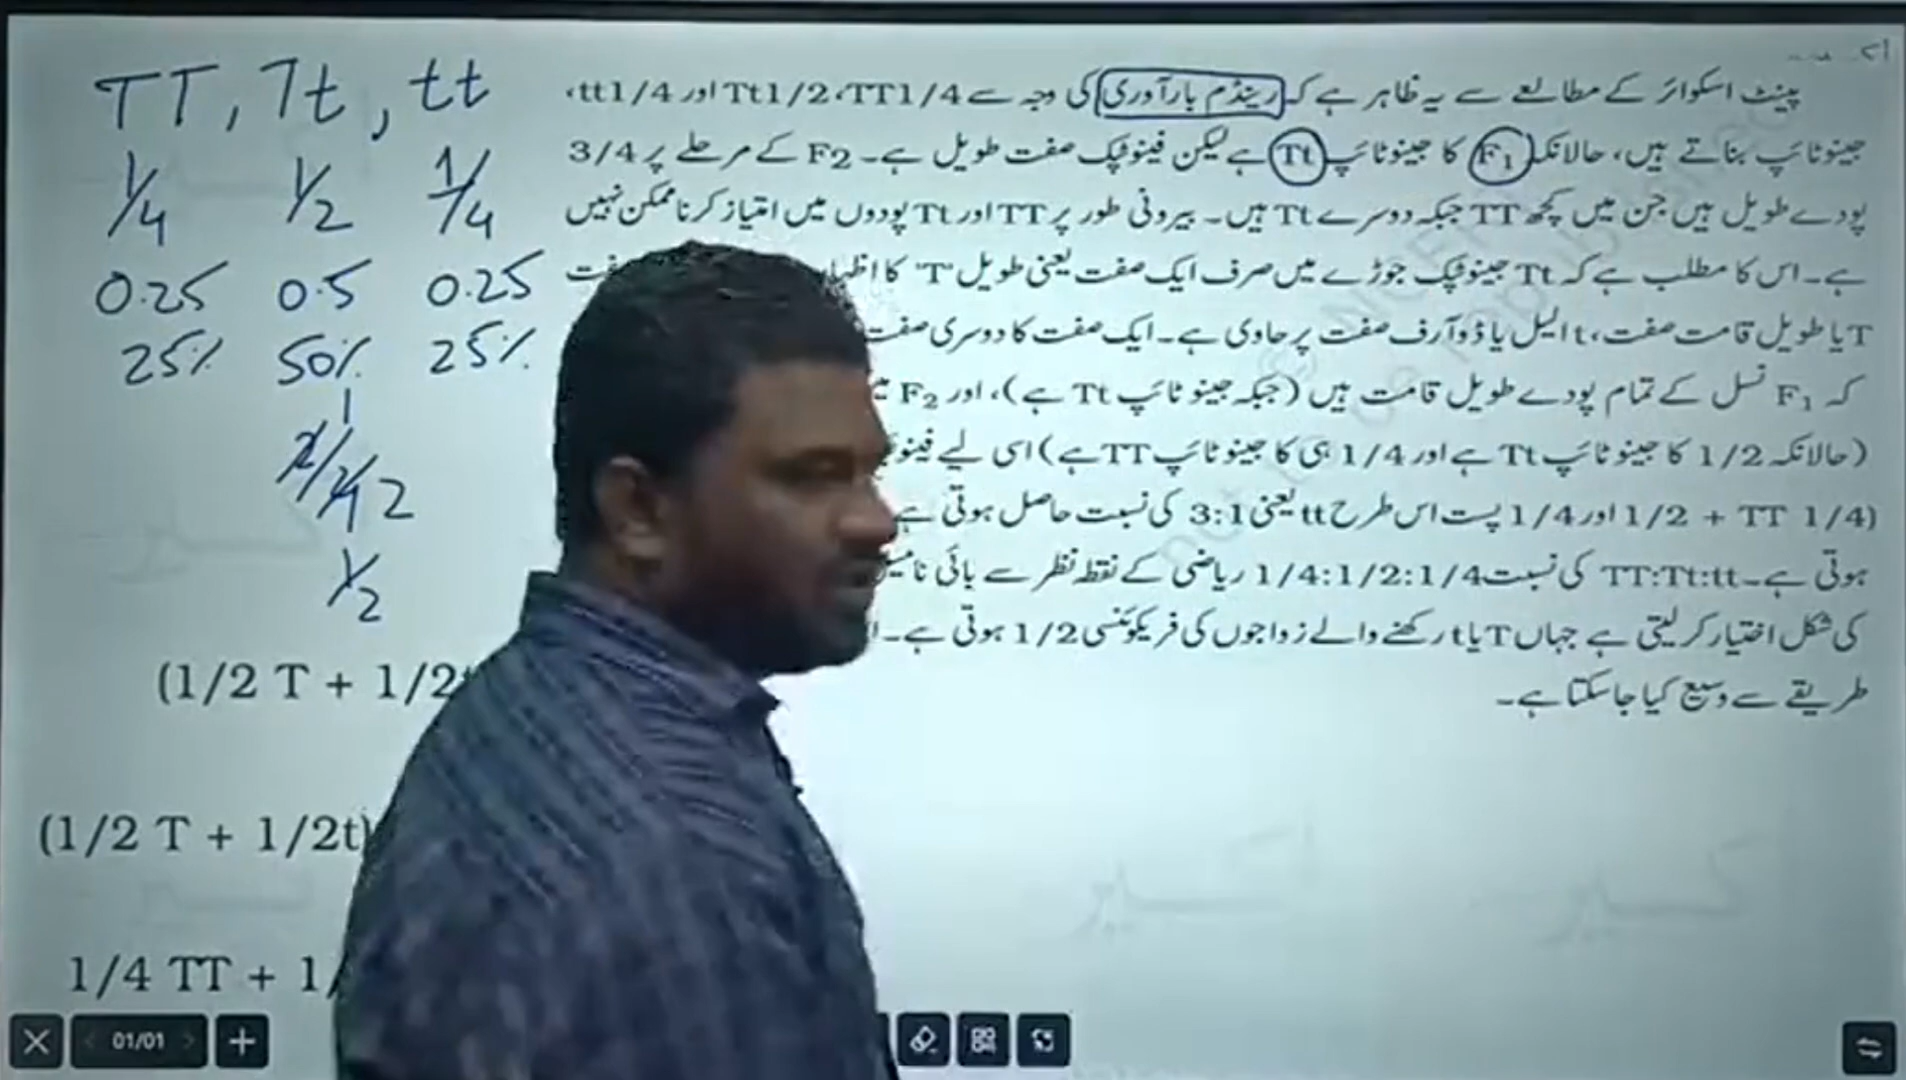 TT, Tt, tt
1/4 1/2 1/4
0.25 0.5 0.25
25% 50% 25%
1
2/4 2
1/2
پینٹ اسکوائر کے مطالعے سے یہ ظاہر ہے کہ رینڈم بارآوری کی وجہ سے TT1/4، Tt1/2 اور tt1/4،
جینوٹائپ بناتے ہیں، حالانکہ F1 کا جینوٹائپ Tt ہے لیکن فینوٹپک صفت طویل ہے۔ F2 کے مرحلے پر 3/4
پودے طویل ہیں جن میں کچھ TT جبکہ دوسرے Tt ہیں۔ بیرونی طور پر TT اور Tt پودوں میں امتیاز کرنا ممکن نہیں
ہے۔ اس کا مطلب ہے کہ Tt جینوٹپک جوڑے میں صرف ایک صفت یعنی طویل 'T' کا
T یا طویل قامت صفت، t الیل یا ڈوآرف صفت پر حاوی ہے۔ ایک صفت کا دوسری صفت
کہ F1 نسل کے تمام پودے طویل قامت ہیں (جبکہ جینوٹائپ Tt ہے)، اور F2
(حالانکہ 1/2 کا جینوٹائپ Tt ہے اور 1/4 ہی کا جینوٹائپ TT ہے) اسی لیے
(1/4 TT + 1/2 اور 1/4 پست اس طرح tt یعنی 3:1 کی نسبت حاصل ہوتی ہے
ہوتی ہے۔ TT:Tt:tt کی نسبت 1/4:1/2:1/4 ریاضی کے نقطہ نظر سے بائی
کی شکل اختیار کر لیتی ہے جہاں T یا t رکھنے والے زواجوں کی فریکوئنسی 1/2 ہوتی ہے۔
طریقے سے وسیع کیا جاسکتا ہے۔
(1/2 T + 1/2
(1/2 T + 1/2t)
1/4 TT + 1/
01/01